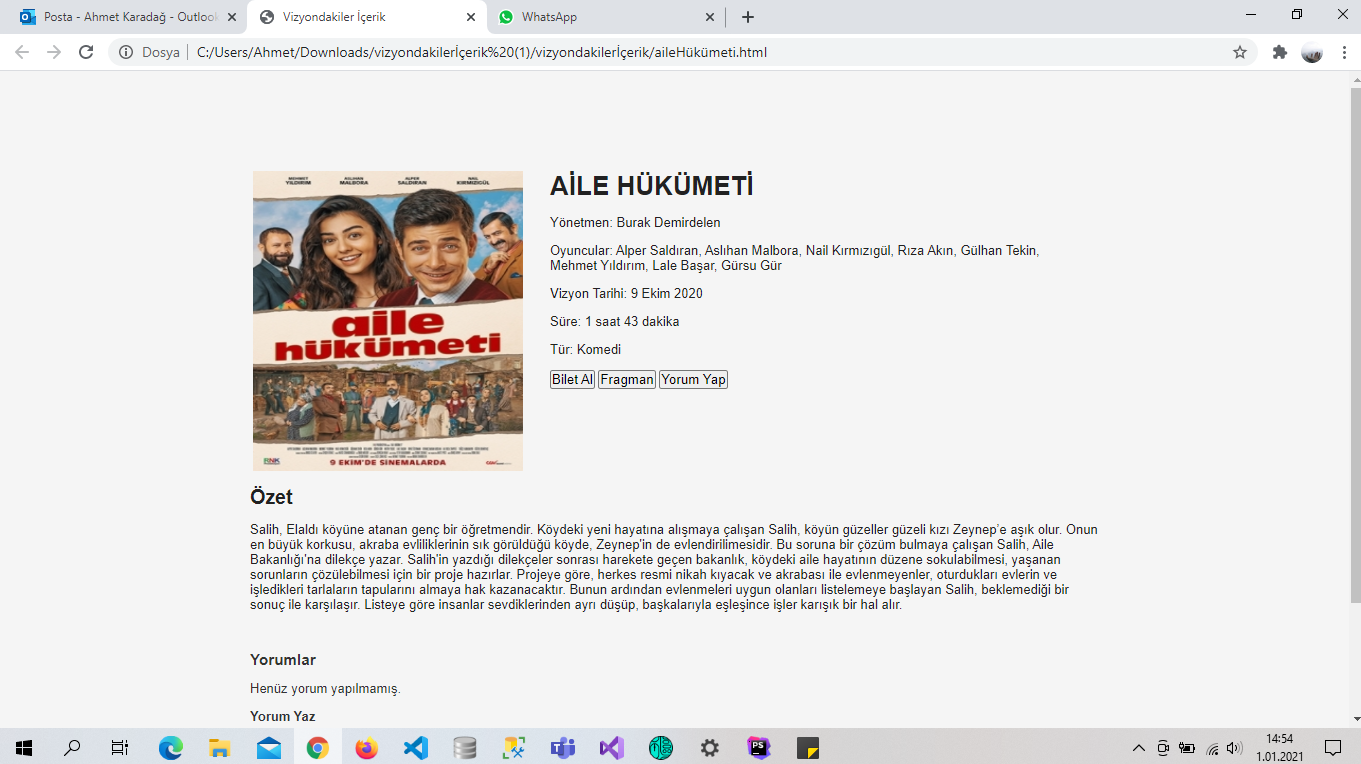 Posta - Ahmet Karadağ - Outlook
Vizyondakiler İçerik
WhatsApp
Dosya
C:/Users/Ahmet/Downloads/vizyondakilerİçerik%20(1)/vizyondakilerİçerik/aileHükümeti.html
MEHMET YILDIRIM
ASLIHAN MALBORA
ALPER SALDIRAN
NAİL KIRMIZIGÜL
aile
hükümeti
9 EKİM'DE SİNEMALARDA
AİLE HÜKÜMETİ
Yönetmen: Burak Demirdelen
Oyuncular: Alper Saldıran, Aslıhan Malbora, Nail Kırmızıgül, Rıza Akın, Gülhan Tekin,
Mehmet Yıldırım, Lale Başar, Gürsu Gür
Vizyon Tarihi: 9 Ekim 2020
Süre: 1 saat 43 dakika
Tür: Komedi
Bilet Al Fragman Yorum Yap
Özet
Salih, Elaldı köyüne atanan genç bir öğretmendir. Köydeki yeni hayatına alışmaya çalışan Salih, köyün güzeller güzeli kızı Zeynep’e aşık olur. Onun
en büyük korkusu, akraba evliliklerinin sık görüldüğü köyde, Zeynep’in de evlendirilimesidir. Bu soruna bir çözüm bulmaya çalışan Salih, Aile
Bakanlığı’na dilekçe yazar. Salih’in yazdığı dilekçeler sonrası harekete geçen bakanlık, köydeki aile hayatının düzene sokulabilmesi, yaşanan
sorunların çözülebilmesi için bir proje hazırlar. Projeye göre, herkes resmi nikah kıyacak ve akrabası ile evlenmeyenler, oturdukları evlerin ve
işledikleri tarlaların tapularını almaya hak kazanacaktır. Bunun ardından evlenmeleri uygun olanları listelemeye başlayan Salih, beklemediği bir
sonuç ile karşılaşır. Listeye göre insanlar sevdiklerinden ayrı düşüp, başkalarıyla eşleşince işler karışık bir hal alır.
Yorumlar
Henüz yorum yapılmamış.
Yorum Yaz
PS
14:54
1.01.2021